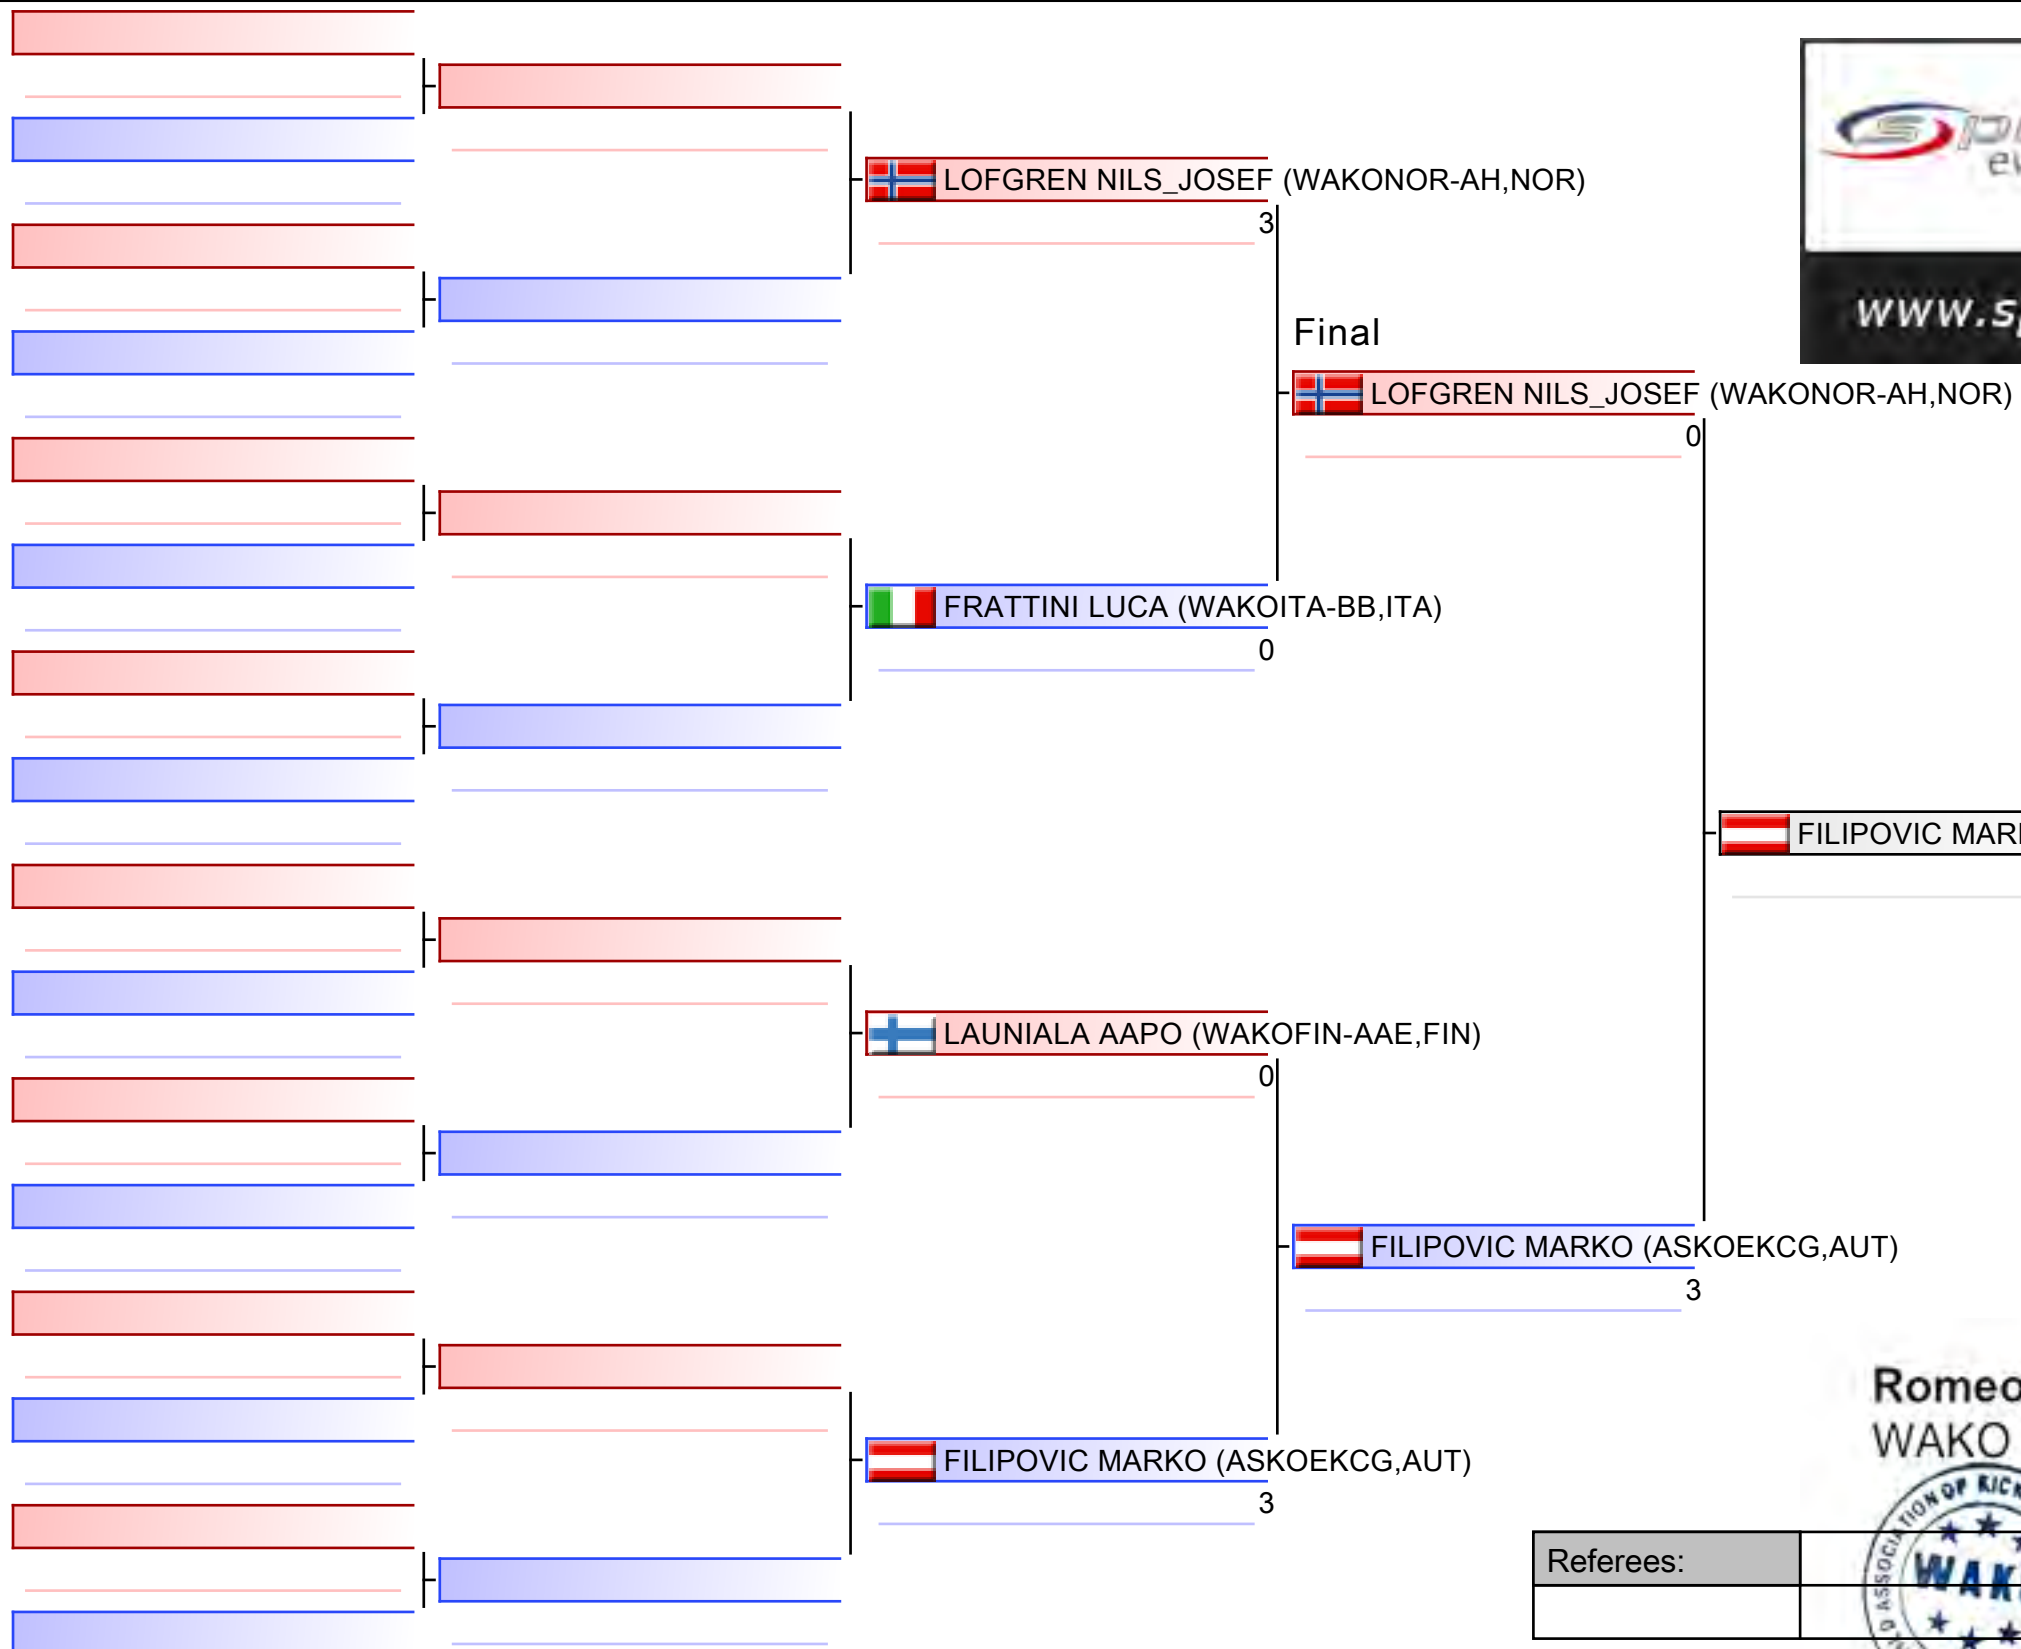 LOFGREN NILS_JOSEF (WAKONOR-AH,NOR)
3
Final
LOFGREN NILS_JOSEF (WAKONOR-AH,NOR)
0
FRATTINI LUCA (WAKOITA-BB,ITA)
0
FILIPOVIC
LAUNIALA AAPO (WAKOFIN-AAE,FIN)
0
FILIPOVIC MARKO (ASKOEKCG,AUT)
3
FILIPOVIC MARKO (ASKOEKCG,AUT)
3
Romeo
WAKO
Referees: